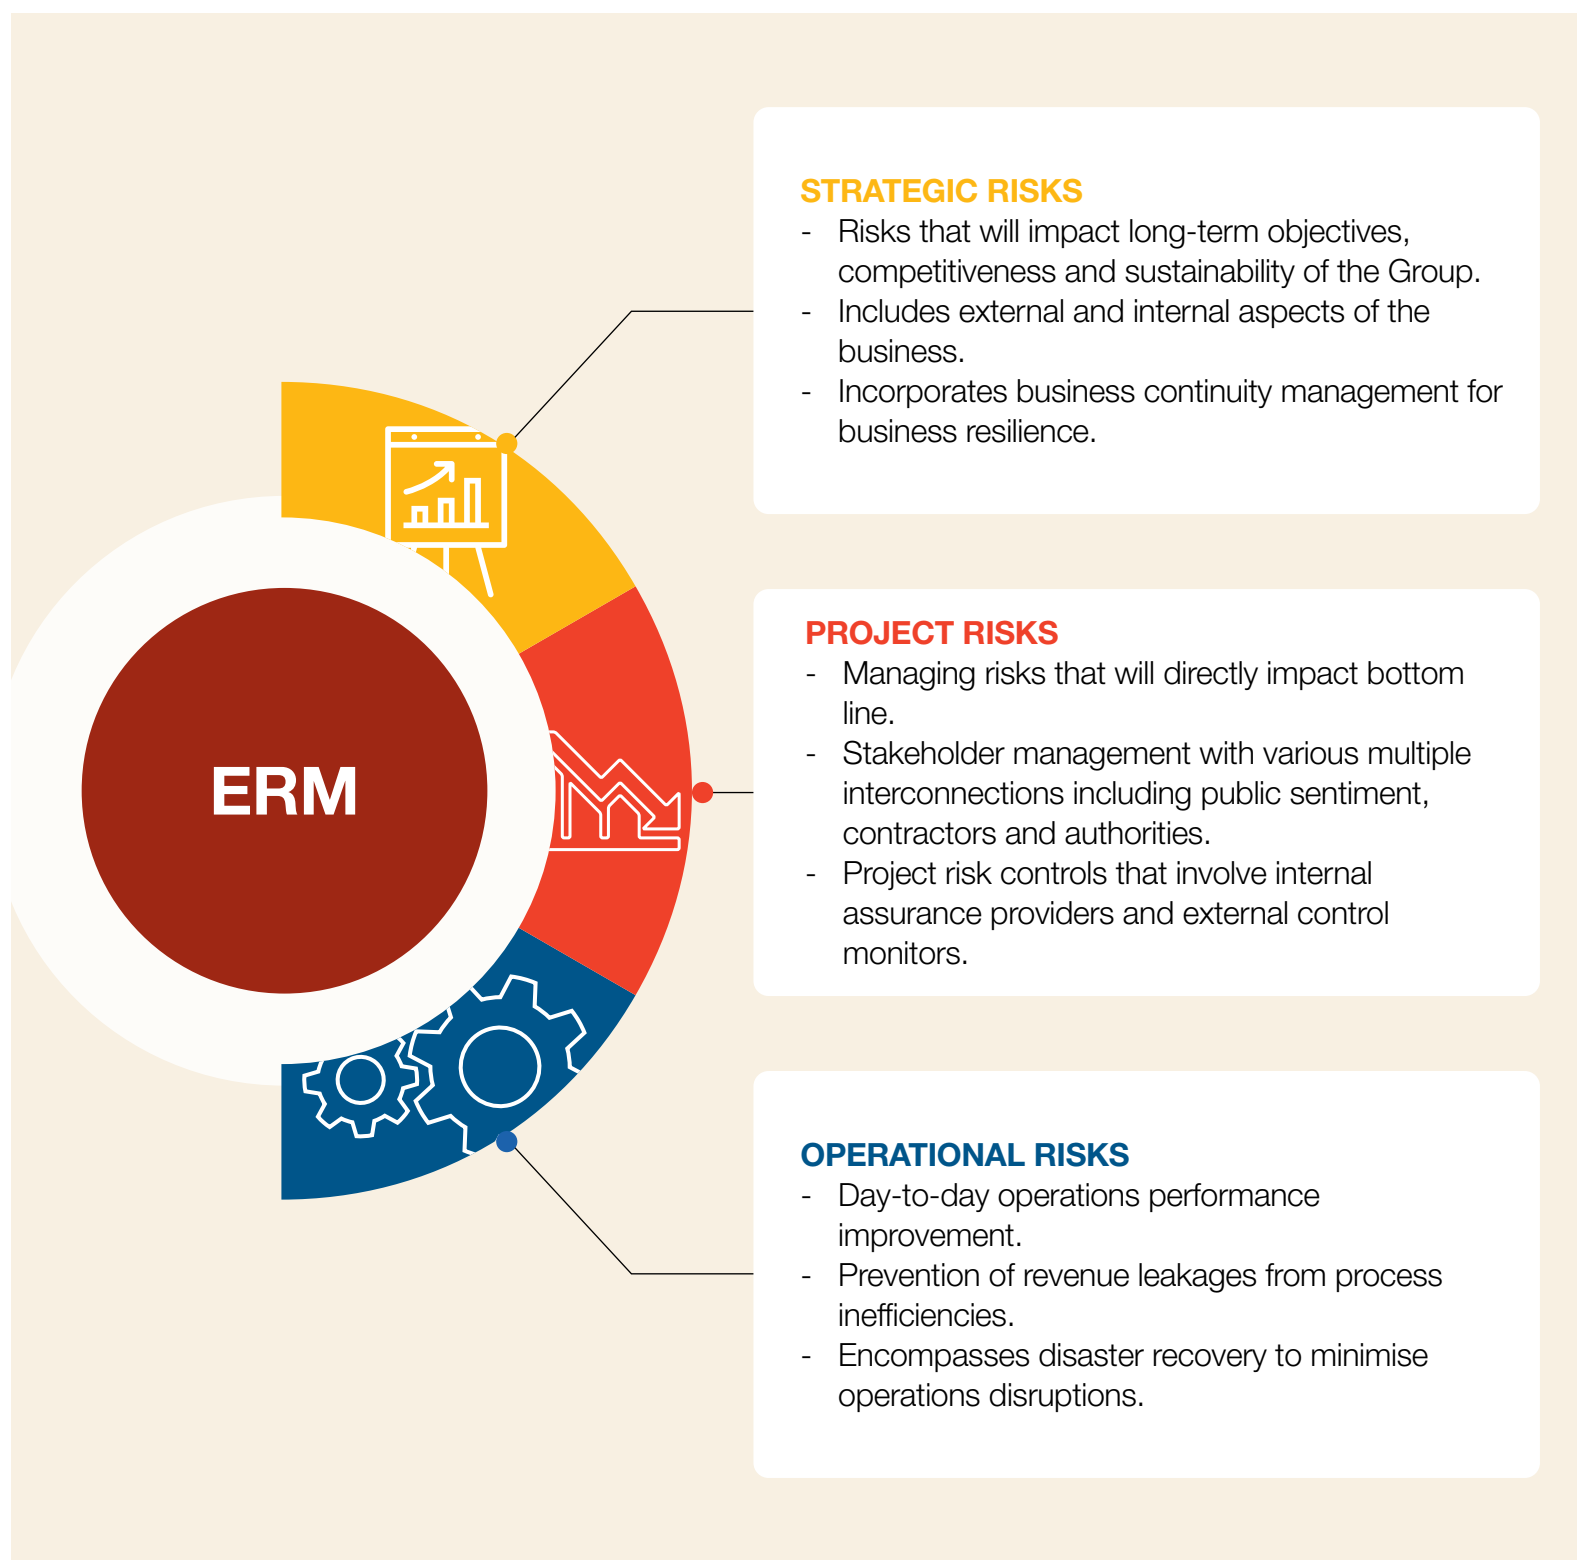 STRATEGIC RISKS
- Risks that will impact long-term objectives,
competitiveness and sustainability of the Group.
- Includes external and internal aspects of the
business.
- Incorporates business continuity management for
business resilience.
ERM
PROJECT RISKS
- Managing risks that will directly impact bottom
line.
- Stakeholder management with various multiple
interconnections including public sentiment,
contractors and authorities.
- Project risk controls that involve internal
assurance providers and external control
monitors.
OPERATIONAL RISKS
- Day-to-day operations performance
improvement.
- Prevention of revenue leakages from process
inefficiencies.
- Encompasses disaster recovery to minimise
operations disruptions.